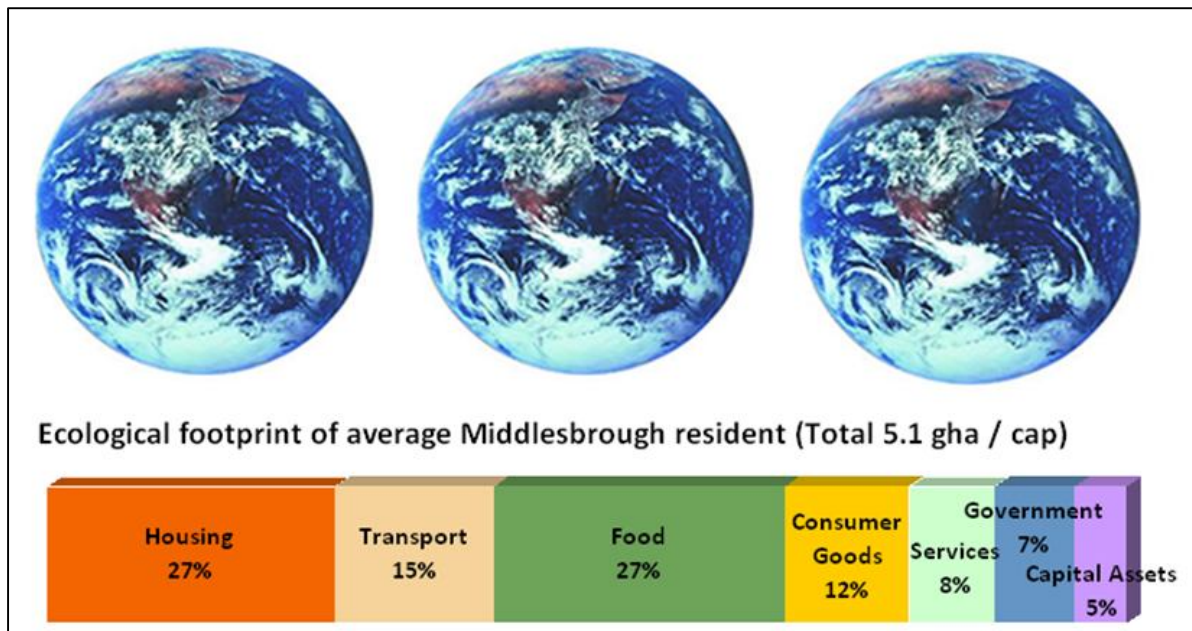 Ecological footprint of average Middlesbrough resident (Total 5.1 gha / cap)
Housing
27%
Transport
15%
Food
27%
Consumer
Goods
12%
Services
8%
Government
7%
Capital Assets
5%